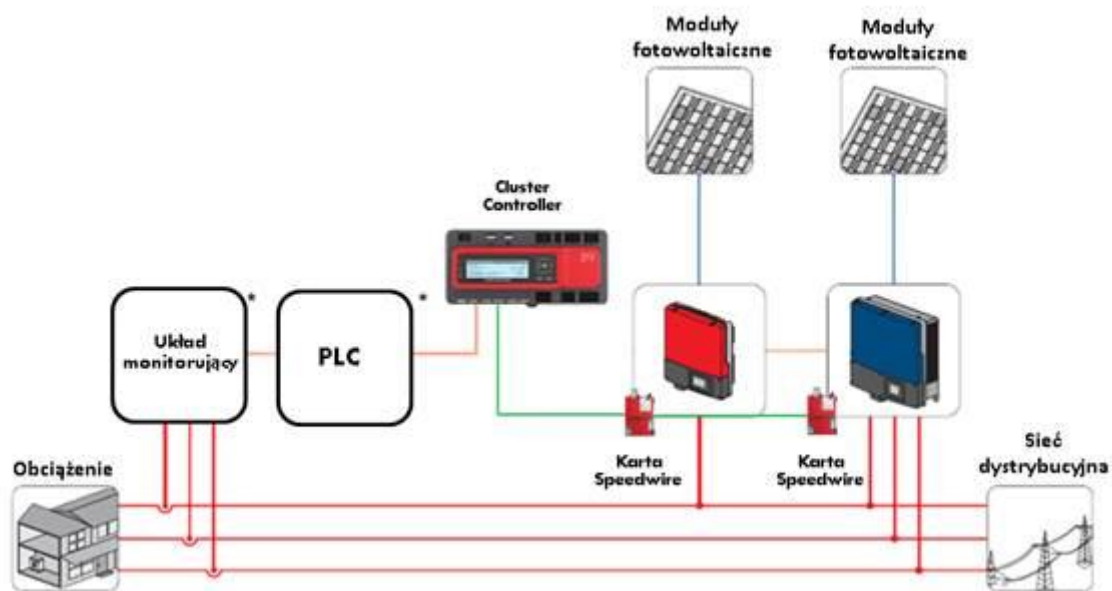 Moduły
fotowoltaiczne
Moduły
fotowoltaiczne
Cluster
Controller
*
*
Układ
monitorujący
PLC
Karta
Speedwire
Karta
Speedwire
Obciążenie
Sieć
dystrybucyjna